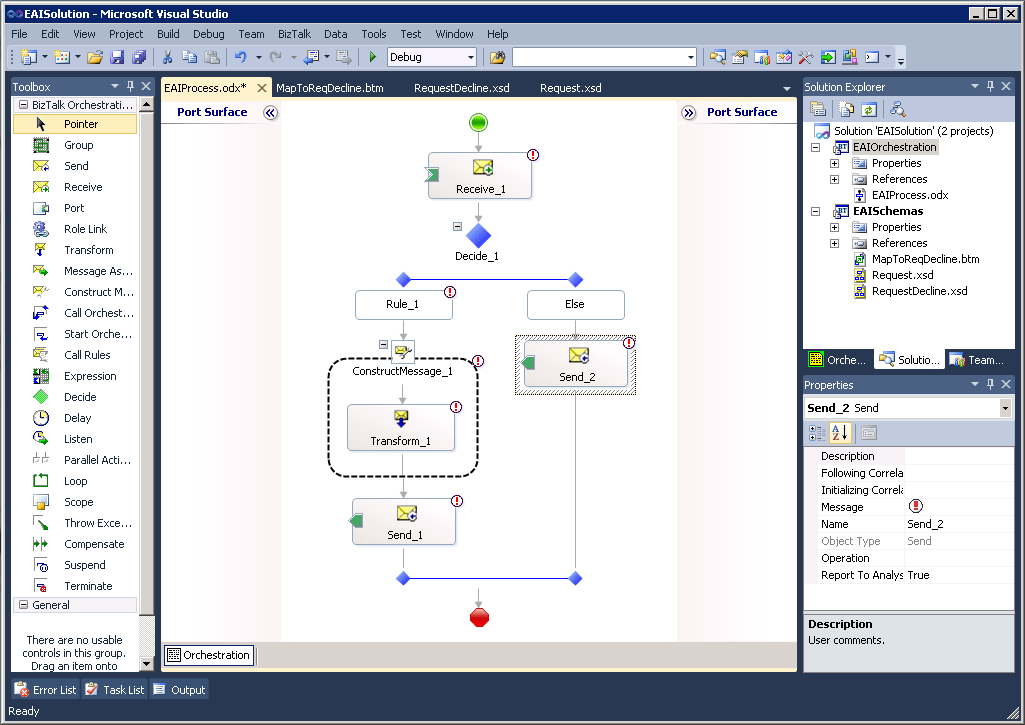 EAISolution - Microsoft Visual Studio
File Edit View Project Build Debug Team BizTalk Data Tools Test Window Help
Debug
Toolbox
BizTalk Orchestrati...
Pointer
Group
Send
Receive
Port
Role Link
Transform
Message As...
Construct M...
Call Orchest...
Start Orche...
Call Rules
Expression
Decide
Delay
Listen
Parallel Acti...
Loop
Scope
Throw Exce...
Compensate
Suspend
Terminate
General
There are no usable
controls in this group.
Drag an item onto
EAIProcess.odx* MapToReqDecline.btm RequestDecline.xsd Request.xsd
Port Surface
Port Surface
Receive_1
Decide_1
Rule_1
Else
ConstructMessage_1
Send_2
Transform_1
Send_1
Orchestration
Solution Explorer
Solution 'EAISolution' (2 projects)
EAIOrchestration
Properties
References
EAIProcess.odx
EAISchemas
Properties
References
MapToReqDecline.btm
Request.xsd
RequestDecline.xsd
Orche... Solutio... Team...
Properties
Send_2 Send
Description
Following Correla
Initializing Correla
Message
Name Send_2
Object Type Send
Operation
Report To Analys True
Description
User comments.
Error List Task List Output
Ready